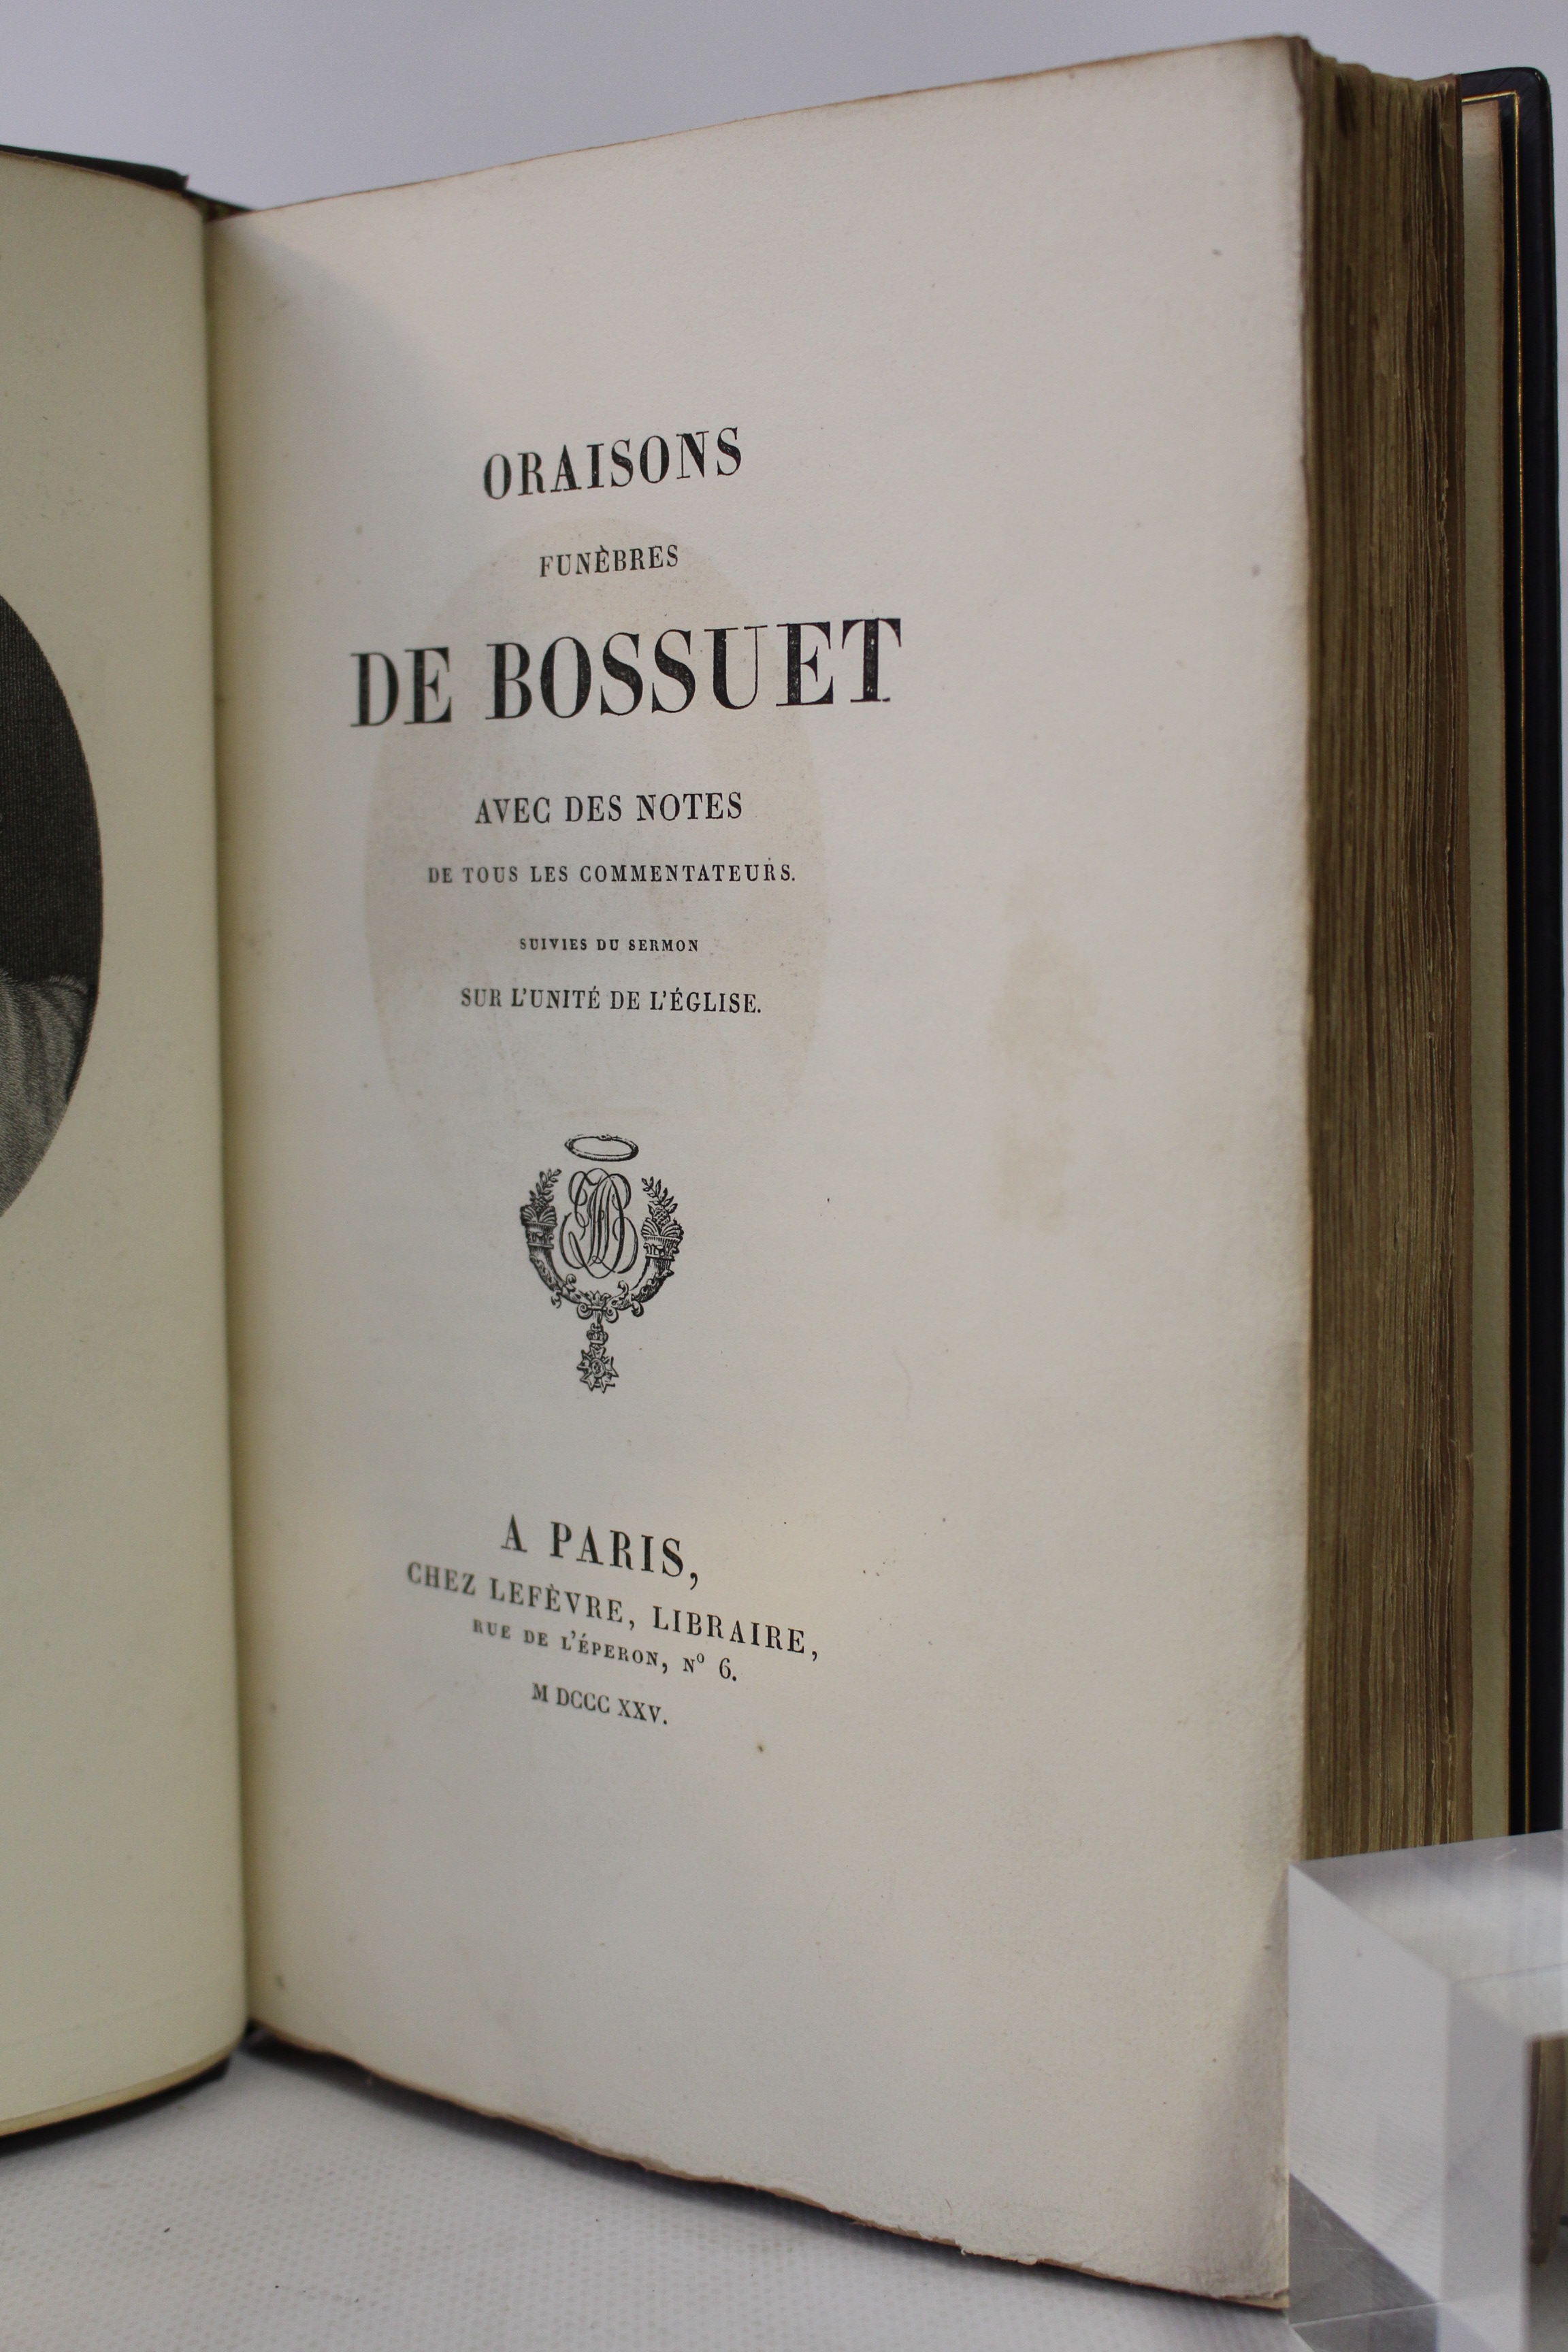 ORAISONS
FUNÈBRES
DE BOSSUET
AVEC DES NOTES
DE TOUS LES COMMENTATEURS.
SUIVIES DU SERMON
SUR L'UNITÉ DE L'ÉGLISE.
A PARIS,
CHEZ LEFÈVRE, LIBRAIRE,
RUE DE L'ÉPERON, Nº 6.
M DCCC XXV.